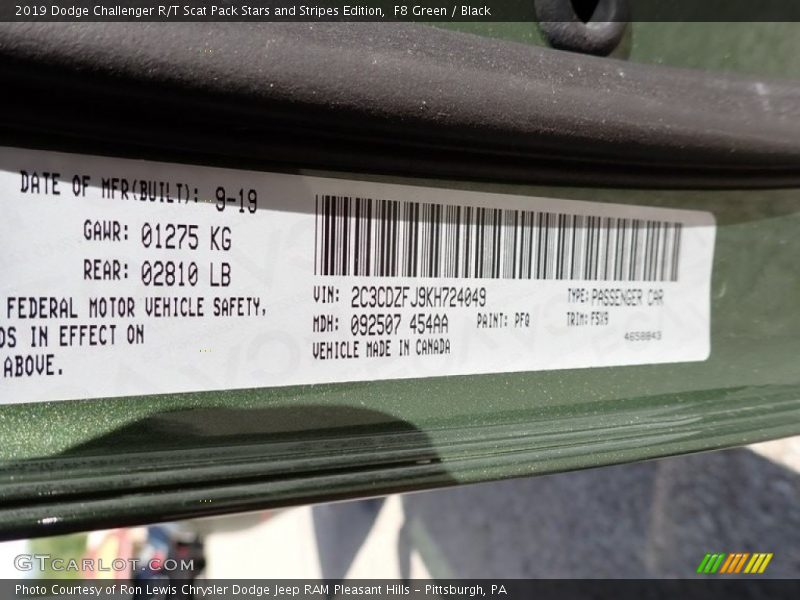 2019 Dodge Challenger R/T Scat Pack Stars and Stripes Edition,  F8 Green / Black
DATE OF MFR(BUILT): 9-19
GAWR: 01275 KG
REAR: 02810 LB
FEDERAL MOTOR VEHICLE SAFETY,
DS IN EFFECT ON
ABOVE.
VIN: 2C3CDZFJ9KH724049
TYPE: PASSENGER CAR
MDH: 092507 454AA
PAINT: PFQ
TRIM: F5X9
VEHICLE MADE IN CANADA
4658843
GTCARLOT.COM
Photo Courtesy of Ron Lewis Chrysler Dodge Jeep RAM Pleasant Hills – Pittsburgh, PA